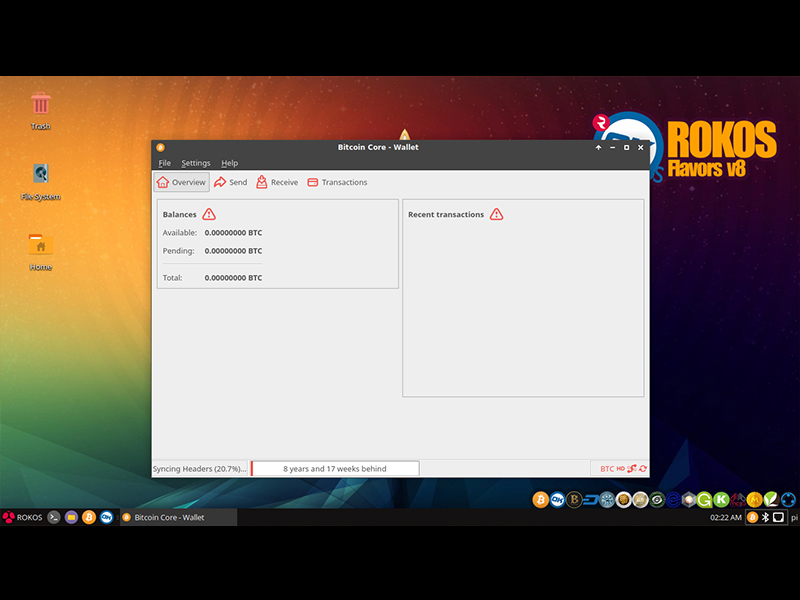 Trash
File System
Home
ROKOS
Flavors v8
Bitcoin Core - Wallet
File Settings Help
Overview Send Receive Transactions
Balances
Available: 0.00000000 BTC
Pending: 0.00000000 BTC
Total: 0.00000000 BTC
Recent transactions
Syncing Headers (20.7%)... 8 years and 17 weeks behind BTC HD
ROKOS Bitcoin Core - Wallet 02:22 AM pi